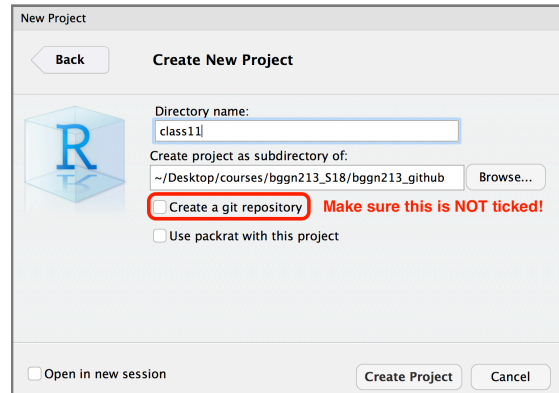 New Project
Back
Create New Project
R
Directory name:
class11
Create project as subdirectory of:
~/Desktop/courses/bggn213_S18/bggn213_github
Browse...
Create a git repository
Make sure this is NOT ticked!
Use packrat with this project
Open in new session
Create Project
Cancel